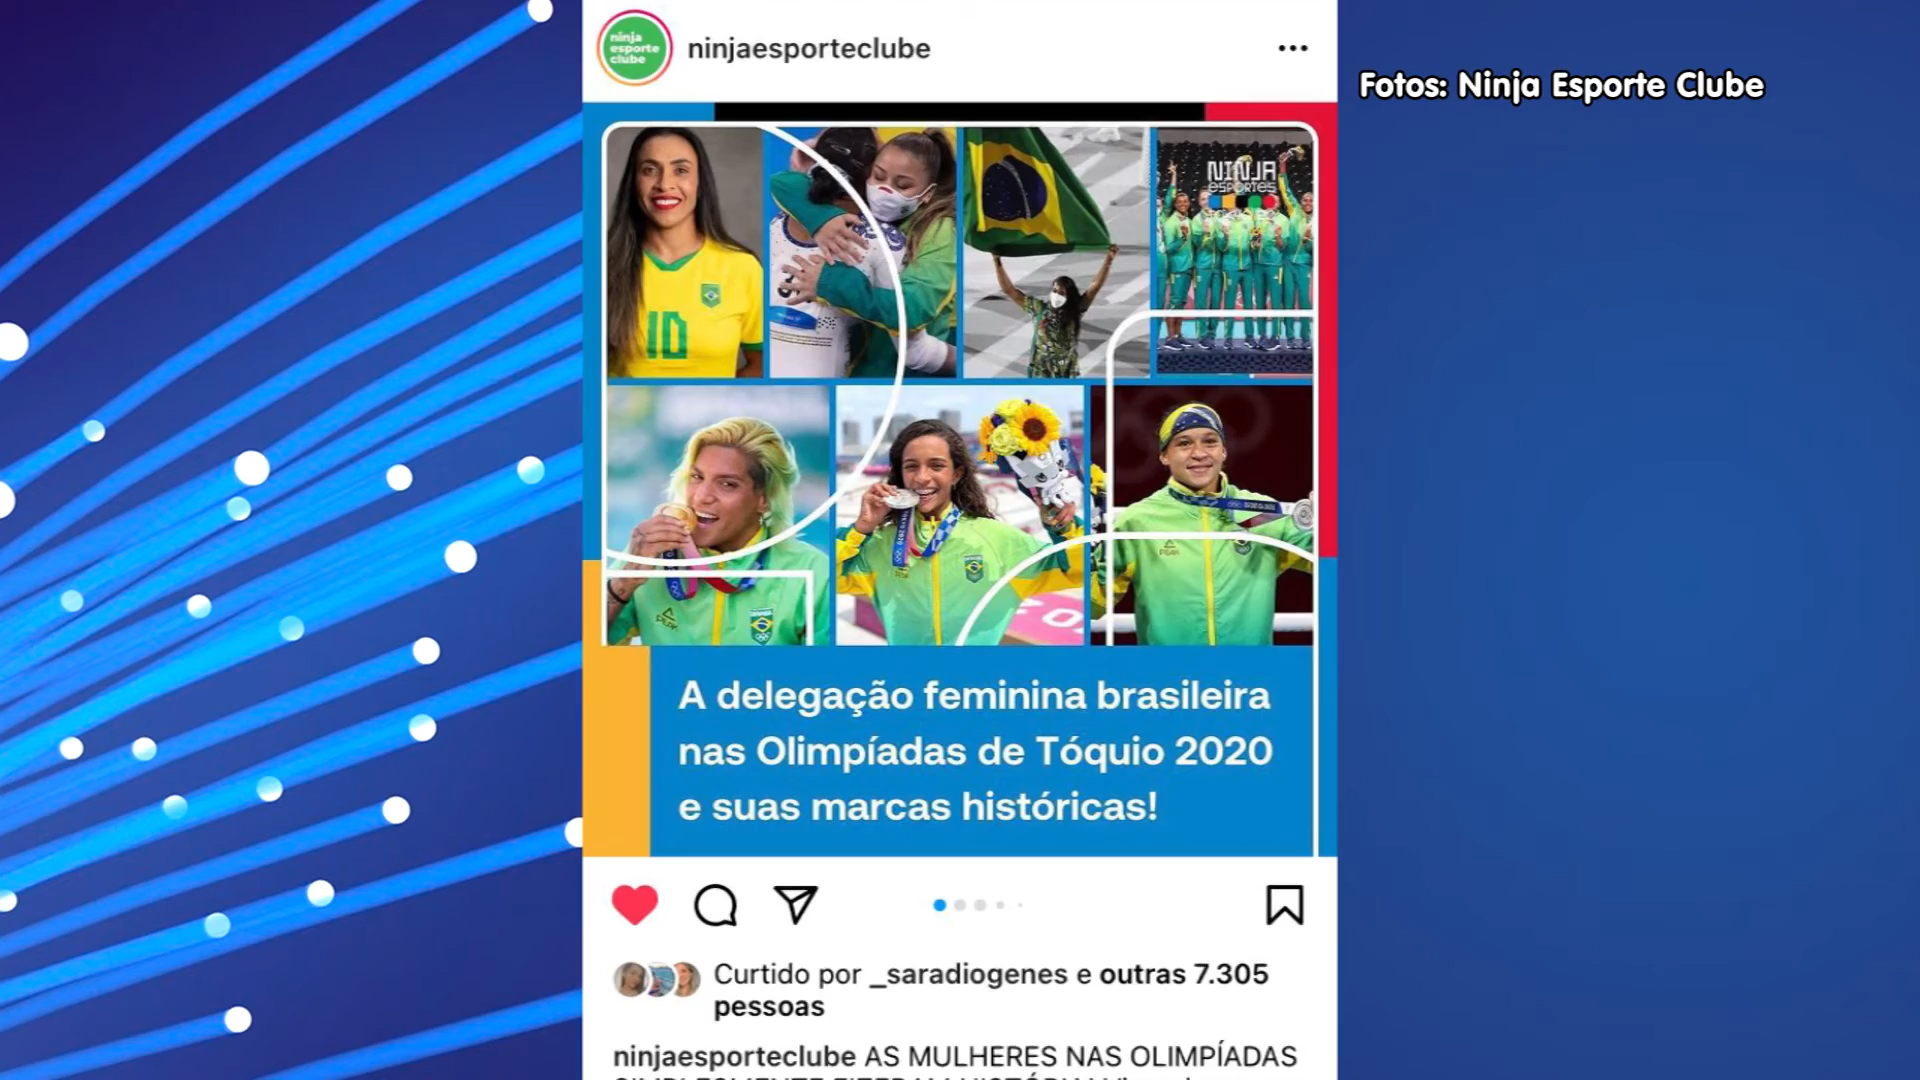 ninja
esporte
clube
ninjaesporteclube
Fotos: Ninja Esporte Clube
NINJA
ESPORTES
10
PEAK
A delegação feminina brasileira
nas Olimpíadas de Tóquio 2020
e suas marcas históricas!
Curtido por _saradiogenes e outras 7.305
pessoas
ninjaesporteclube AS MULHERES NAS OLIMPÍADAS